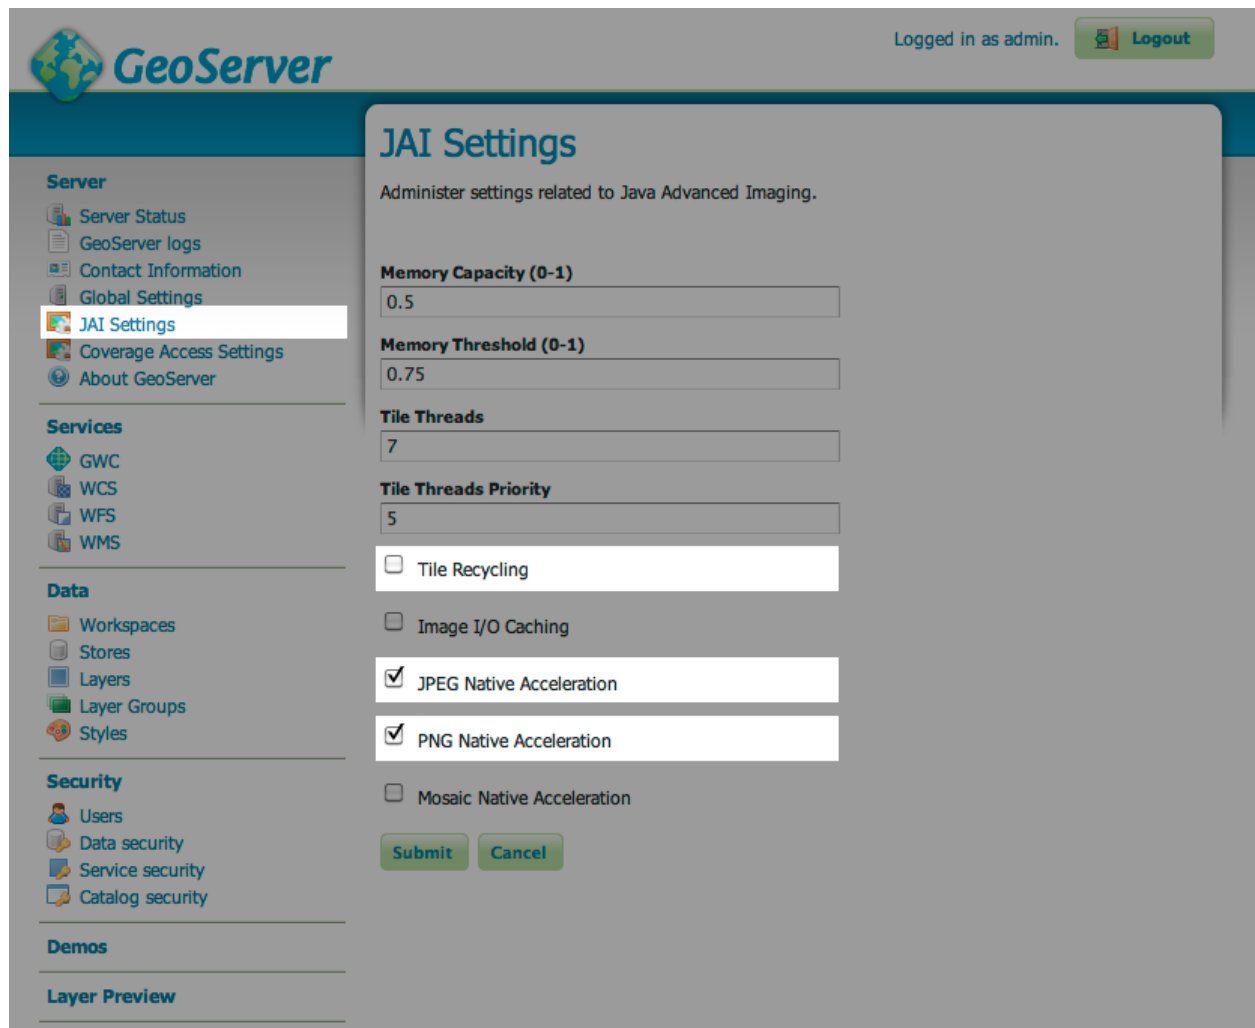 GeoServer
Logged in as admin.
Logout
JAI Settings
Administer settings related to Java Advanced Imaging.
Server
Server Status
GeoServer logs
Contact Information
Global Settings
JAI Settings
Coverage Access Settings
About GeoServer
Services
GWC
WCS
WFS
WMS
Data
Workspaces
Stores
Layers
Layer Groups
Styles
Security
Users
Data security
Service security
Catalog security
Demos
Layer Preview
Memory Capacity (0-1)
0.5
Memory Threshold (0-1)
0.75
Tile Threads
7
Tile Threads Priority
5
Tile Recycling
Image I/O Caching
JPEG Native Acceleration
PNG Native Acceleration
Mosaic Native Acceleration
Submit
Cancel